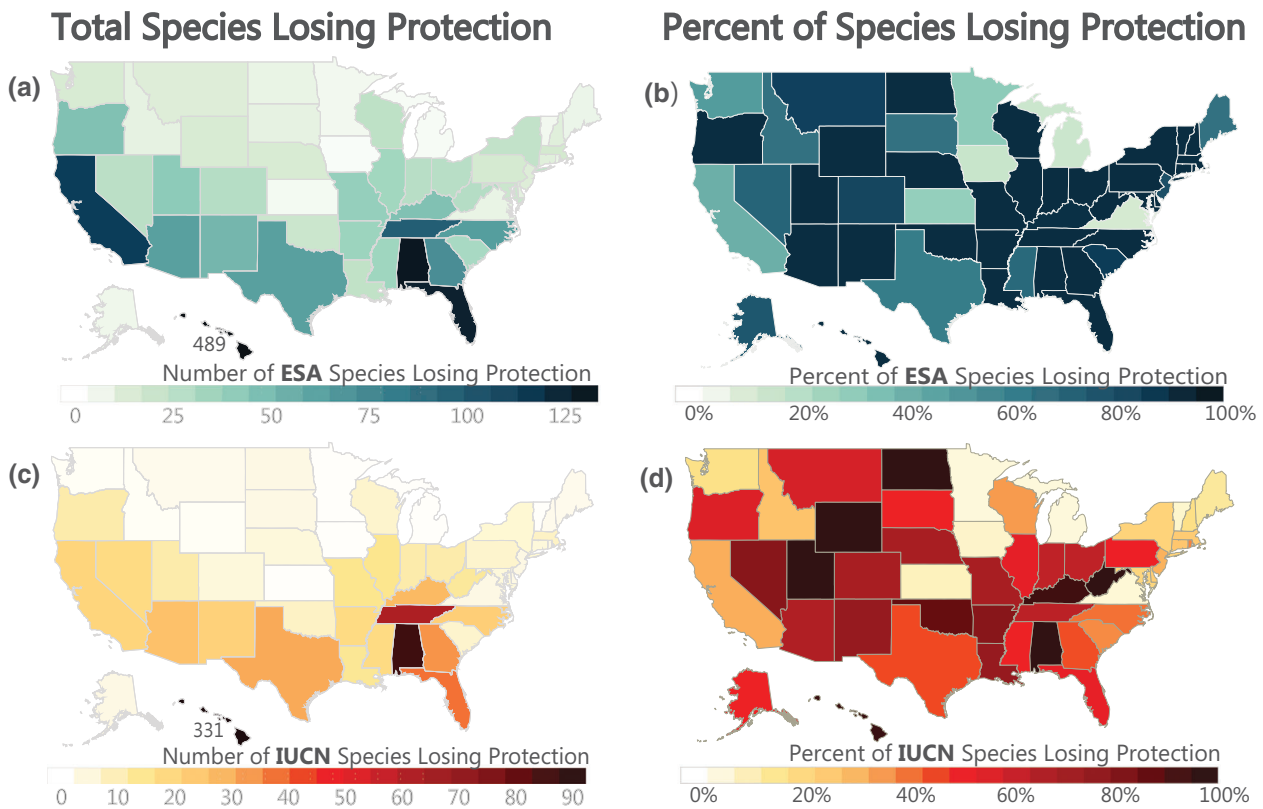 Total Species Losing Protection
Percent of Species Losing Protection
(a)
489
Number of ESA Species Losing Protection
0 25 50 75 100 125
(b)
Percent of ESA Species Losing Protection
0% 20% 40% 60% 80% 100%
(c)
331
Number of IUCN Species Losing Protection
0 10 20 30 40 50 60 70 80 90
(d)
Percent of IUCN Species Losing Protection
0% 20% 40% 60% 80% 100%